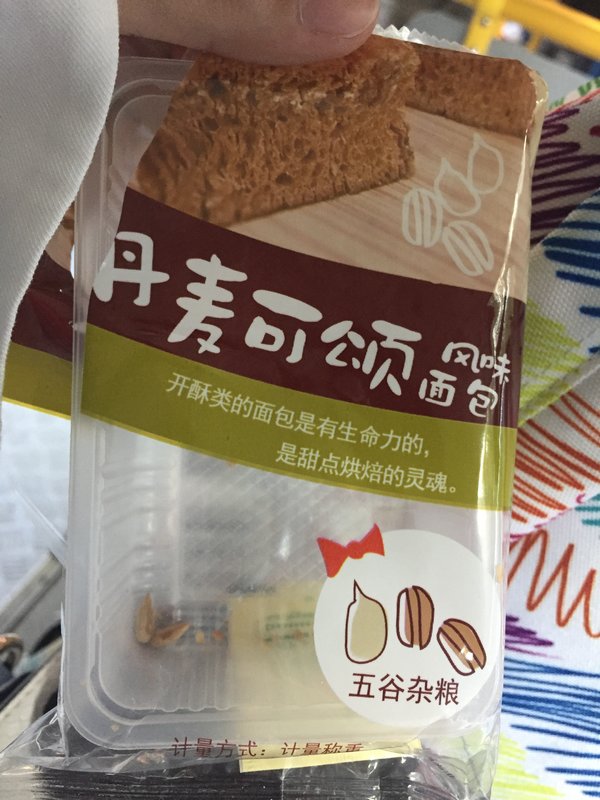 丹麦可颂
风味
面包
开酥类的面包是有生命力的，
是甜点烘焙的灵魂。
五谷杂粮
计量方式：计量称重